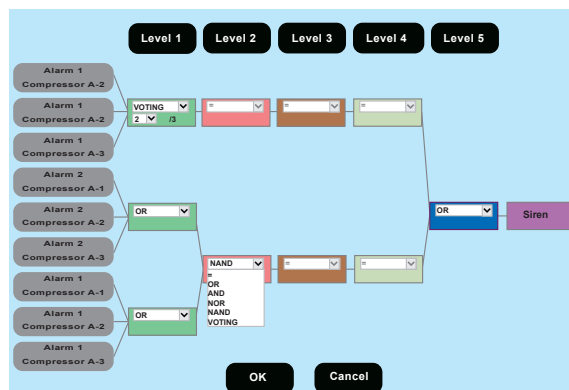 Level 1 Level 2 Level 3 Level 4 Level 5
Alarm 1
Compressor A-2
Alarm 1
Compressor A-2
Alarm 1
Compressor A-3
VOTING
2 /3
=
=
=
Alarm 2
Compressor A-1
Alarm 2
Compressor A-2
Alarm 2
Compressor A-3
OR
OR
Siren
Alarm 1
Compressor A-1
Alarm 1
Compressor A-2
Alarm 1
Compressor A-3
OR
NAND
=
OR
AND
NOR
NAND
VOTING
=
=
OK Cancel